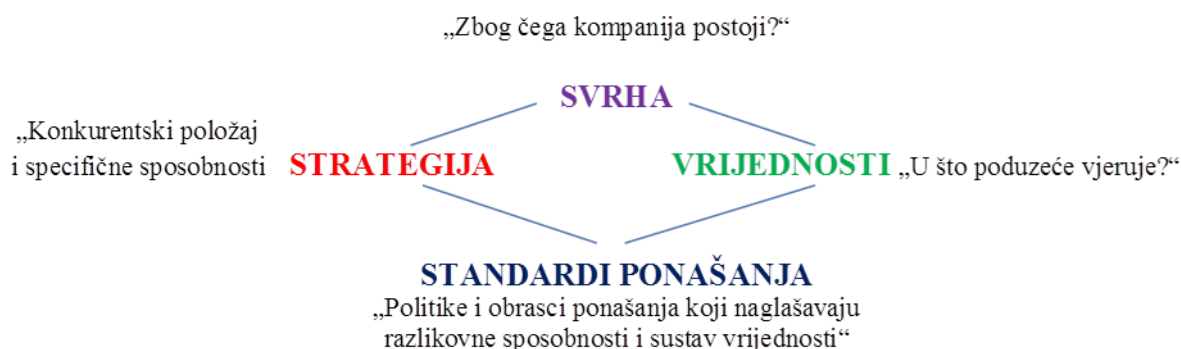 „Zbog čega kompanija postoji?“
SVRHA
„Konkurentski položaj
i specifične sposobnosti
STRATEGIJA
VRIJEDNOSTI
„U što poduzeće vjeruje?“
STANDARDI PONAŠANJA
„Politike i obrasci ponašanja koji naglašavaju
razlikovne sposobnosti i sustav vrijednosti“